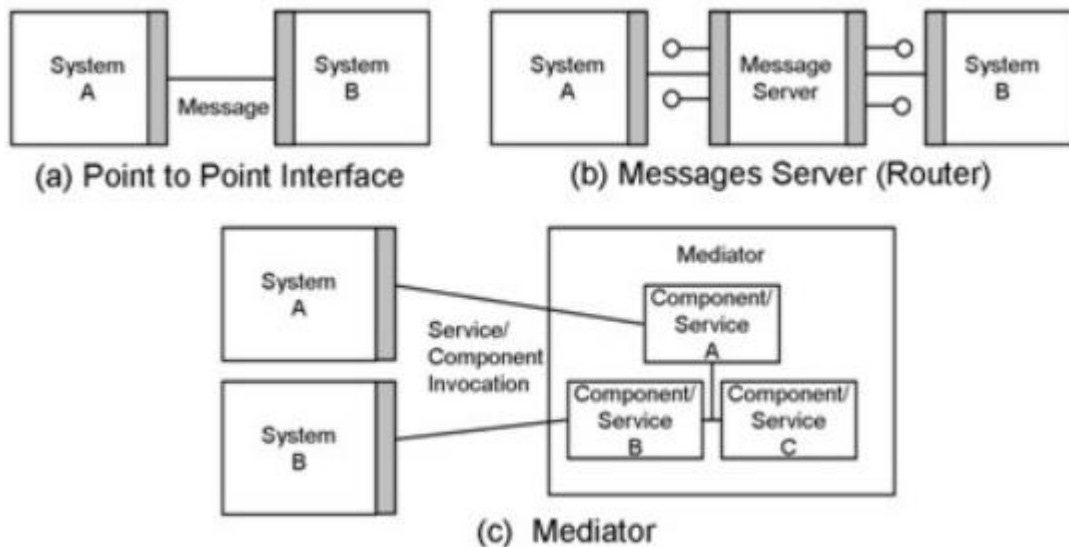 System
A
Message
System
B
(a) Point to Point Interface
System
A
Message
Server
System
B
(b) Messages Server (Router)
System
A
System
B
Service/
Component
Invocation
Mediator
Component/
Service
A
Component/
Service
B
Component/
Service
C
(c) Mediator